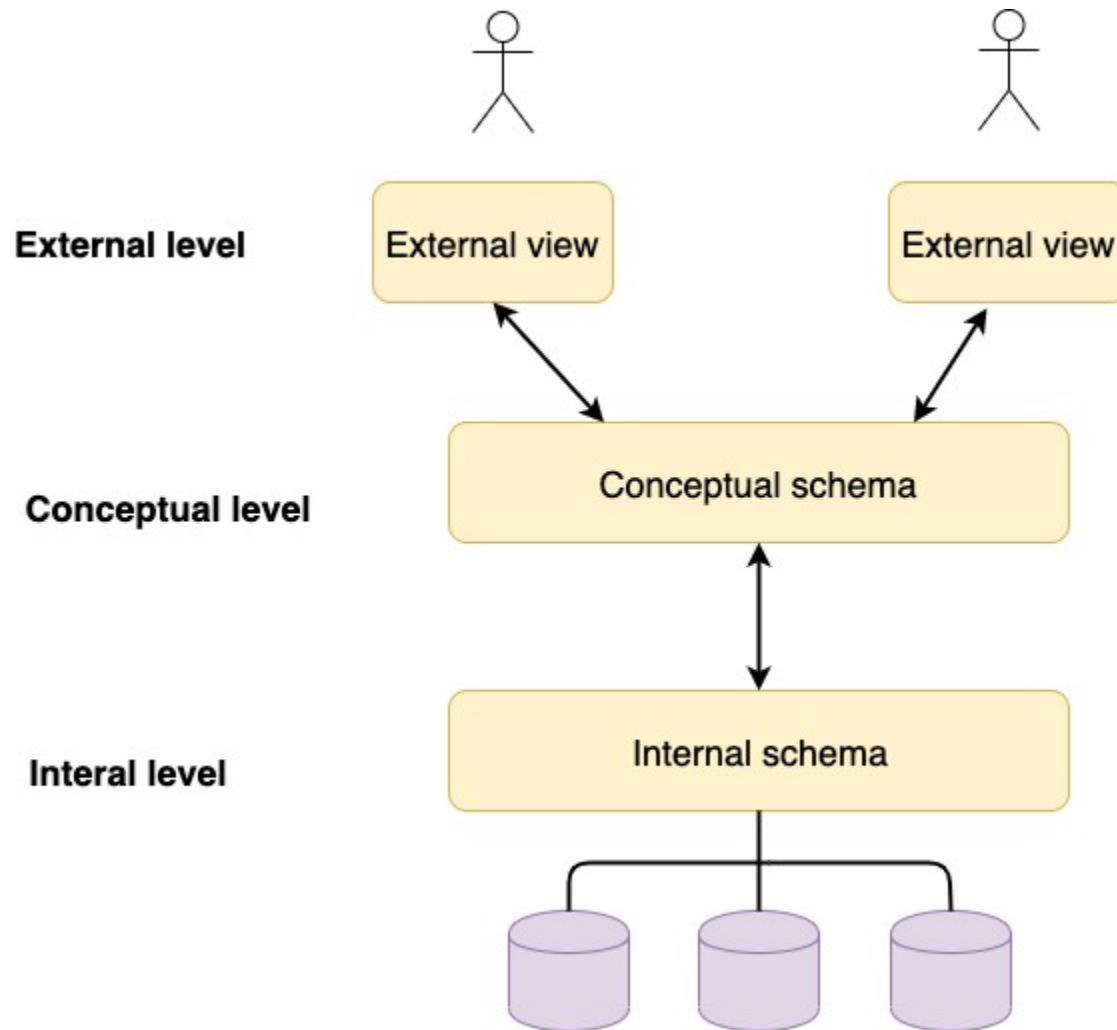 External level
External view
External view
Conceptual level
Conceptual schema
Interal level
Internal schema